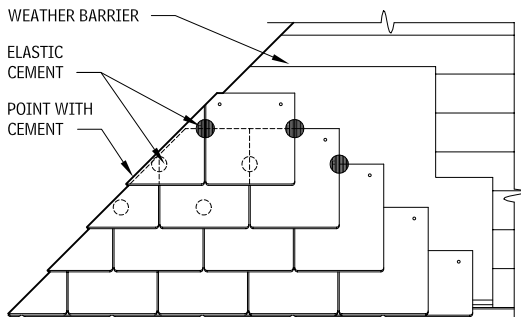 WEATHER BARRIER
ELASTIC
CEMENT
POINT WITH
CEMENT